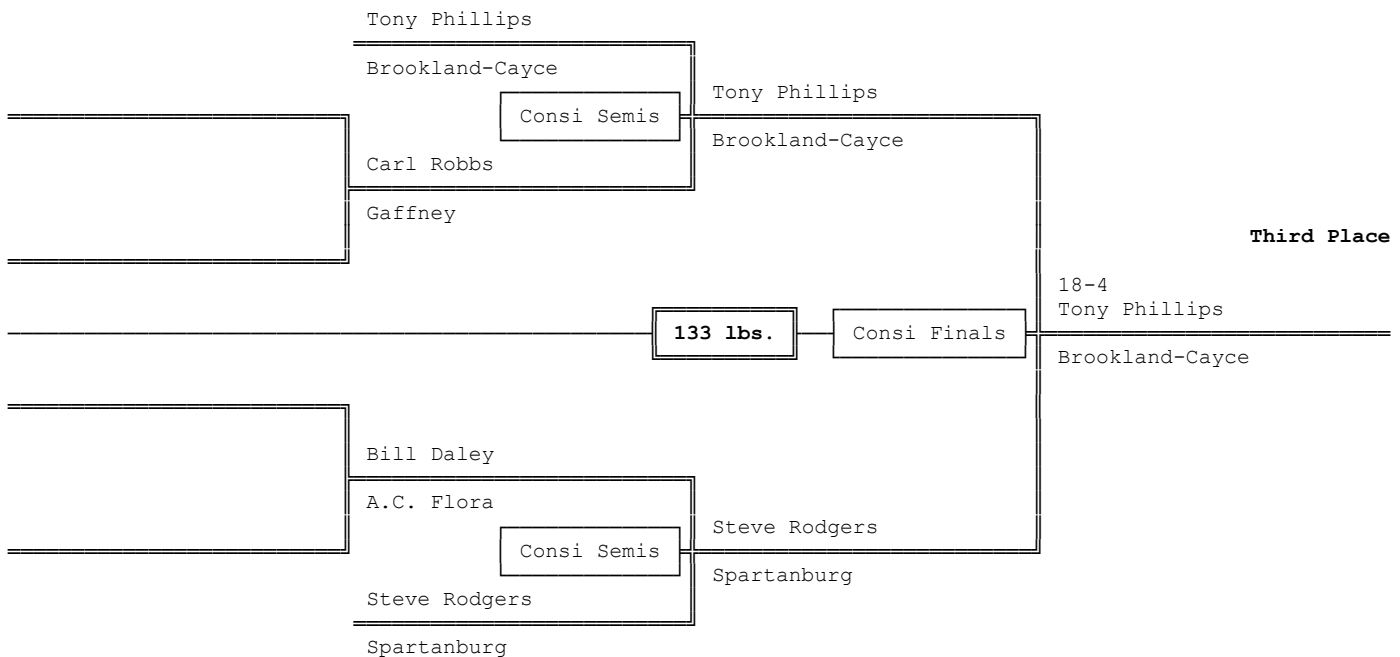 Tony Phillips
Brookland-Cayce
Consi Semis
Tony Phillips
Brookland-Cayce
Carl Robbs
Gaffney
Third Place
18-4
Tony Phillips
133 lbs.
Consi Finals
Brookland-Cayce
Bill Daley
A.C. Flora
Consi Semis
Steve Rodgers
Spartanburg
Steve Rodgers
Spartanburg